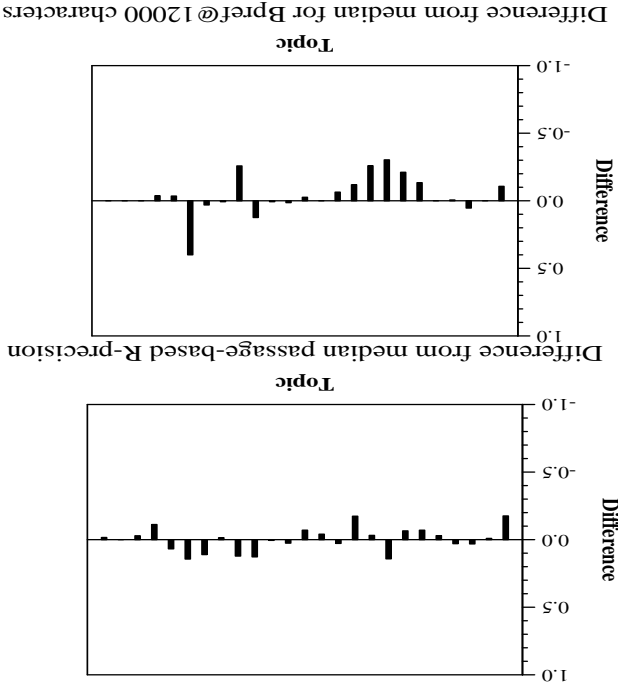 1.0
0.5
0.0
-0.5
-1.0
Difference
Topic
Difference from median passage-based R-precision
1.0
0.5
0.0
-0.5
-1.0
Difference
Topic
Difference from median for Bpref@12000 characters